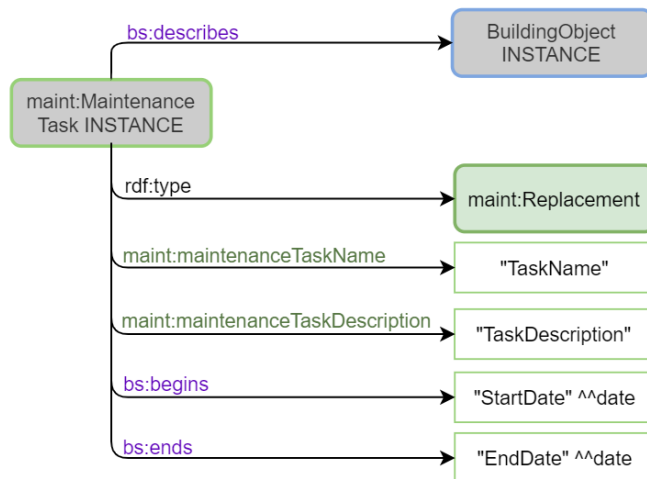 bs:describes
BuildingObject
INSTANCE
maint:Maintenance
Task INSTANCE
rdf:type
maint:Replacement
maint:maintenanceTaskName
"TaskName"
maint:maintenanceTaskDescription
"TaskDescription"
bs:begins
"StartDate" ^^date
bs:ends
"EndDate" ^^date